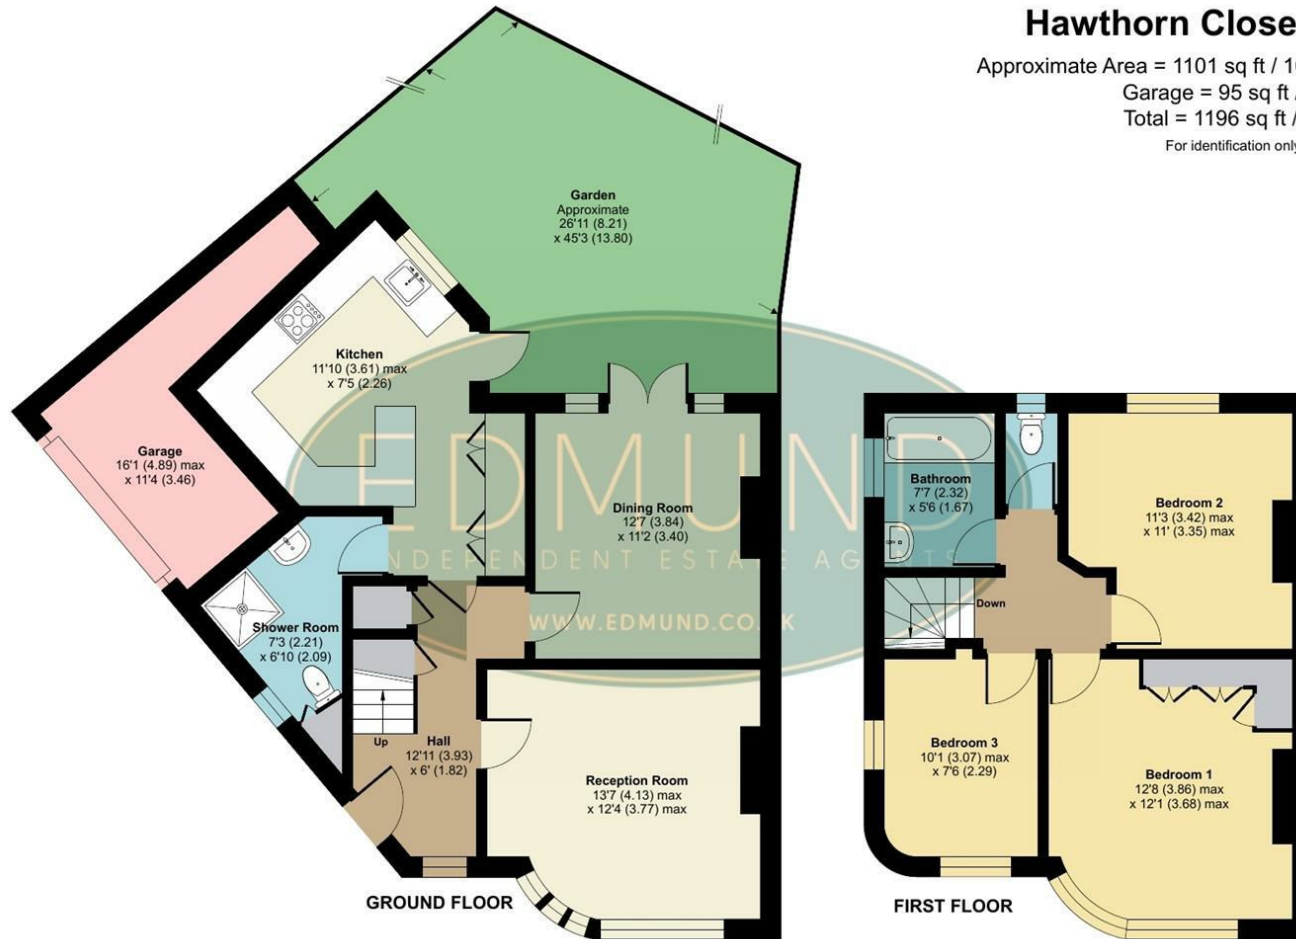 Hawthorn Close
Approximate Area = 1101 sq ft /
Garage = 95 sq ft /
Total = 1196 sq ft /
For identification only
Garden
Approximate
26'11 (8.21)
x 45'3 (13.80)
Kitchen
11'10 (3.61) max
x 7'5 (2.26)
Garage
16'1 (4.89) max
x 11'4 (3.46)
Dining Room
12'7 (3.84)
x 11'2 (3.40)
Shower Room
7'3 (2.21)
x 6'10 (2.09)
Up
Hall
12'11 (3.93)
x 6' (1.82)
Reception Room
13'7 (4.13) max
x 12'4 (3.77) max
GROUND FLOOR
Bathroom
7'7 (2.32)
x 5'6 (1.67)
Bedroom 2
11'3 (3.42) max
x 11' (3.35) max
Down
Bedroom 3
10'1 (3.07) max
x 7'6 (2.29)
Bedroom 1
12'8 (3.86) max
x 12'1 (3.68) max
FIRST FLOOR
EDMUND
INDEPENDENT ESTATE AGENTS
WWW.EDMUND.CO.UK